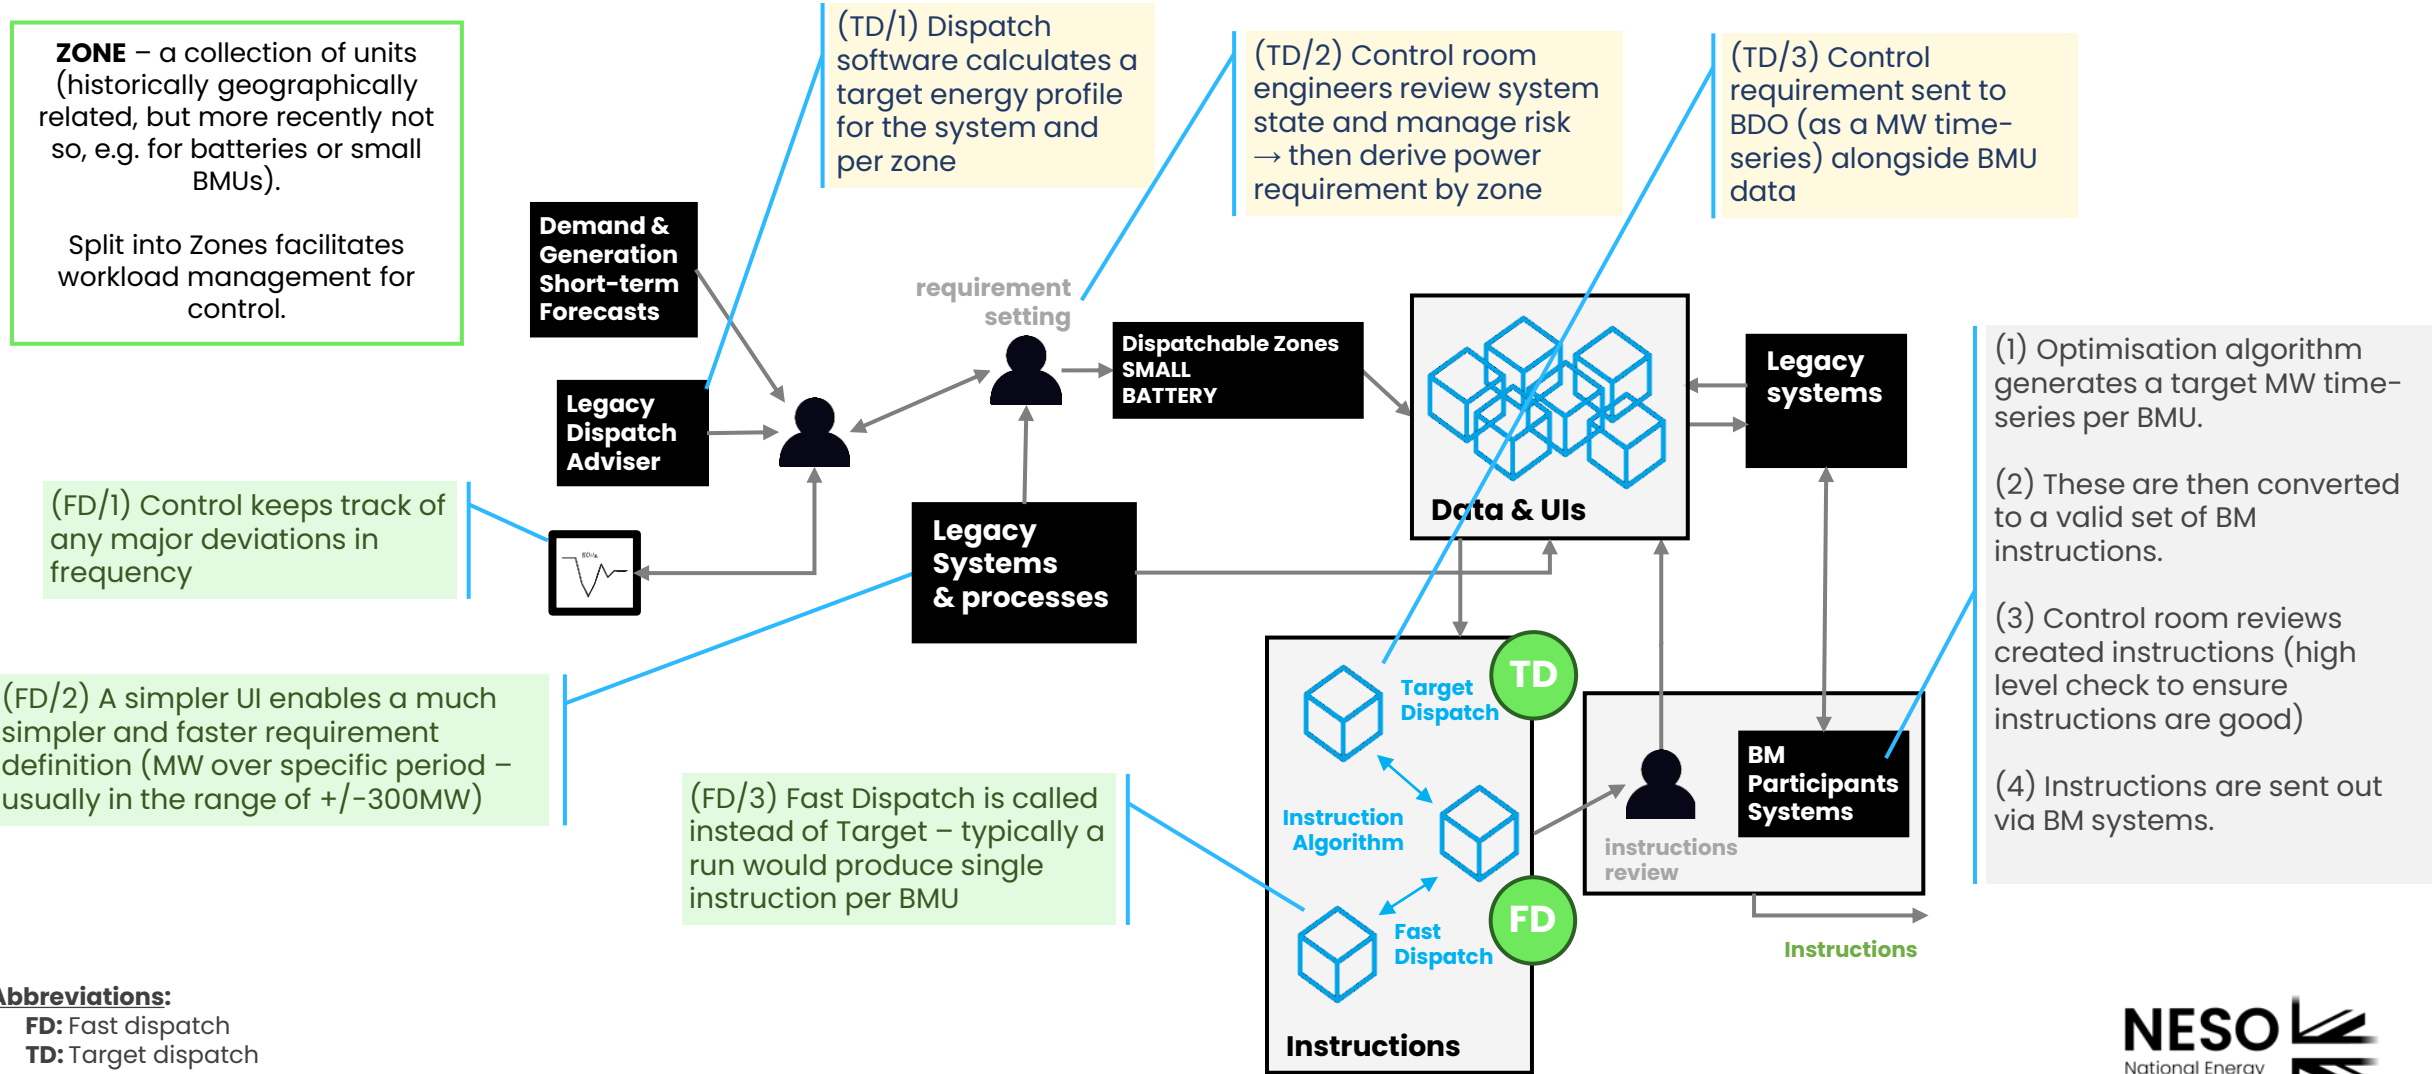 ZONE – a collection of units
(historically geographically
related, but more recently not
so, e.g. for batteries or small
BMUs).
Split into Zones facilitates
workload management for
control.
(TD/1) Dispatch
software calculates a
target energy profile
for the system and
per zone
(TD/2) Control room
engineers review system
state and manage risk
→ then derive power
requirement by zone
(TD/3) Control
requirement sent to
BDO (as a MW time-
series) alongside BMU
data
Demand &
Generation
Short-term
Forecasts
requirement
setting
Legacy
Dispatch
Adviser
Dispatchable Zones
SMALL
BATTERY
Data & UIs
Legacy
systems
(1) Optimisation algorithm
generates a target MW time-
series per BMU.
(2) These are then converted
to a valid set of BM
instructions.
(3) Control room reviews
created instructions (high
level check to ensure
instructions are good)
(4) Instructions are sent out
via BM systems.
(FD/1) Control keeps track of
any major deviations in
frequency
Legacy
Systems
& processes
(FD/2) A simpler UI enables a much
simpler and faster requirement
definition (MW over specific period –
usually in the range of +/-300MW)
(FD/3) Fast Dispatch is called
instead of Target – typically a
run would produce single
instruction per BMU
TD
Target
Dispatch
Instruction
Algorithm
FD
Fast
Dispatch
Instructions
BM
Participants
Systems
instructions
review
Instructions
Abbreviations:
FD: Fast dispatch
TD: Target dispatch
NESO
National Energy